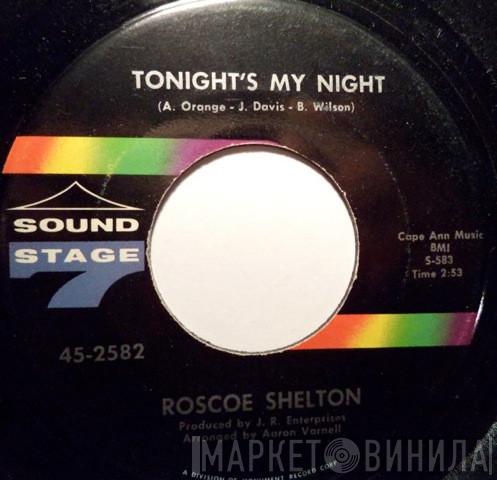 TONIGHT'S MY NIGHT
(A. Orange - J. Davis - B. Wilson)
SOUND
STAGE
7
Cape Ann Music
BMI
S-583
Time 2:53
45-2582
ROSCOE SHELTON
Produced by J. R. Enterprises
Arranged by Aaron Varnell
A DIVISION OF MONUMENT RECORD CORP.
МАРКЕТ ВИНИЛА